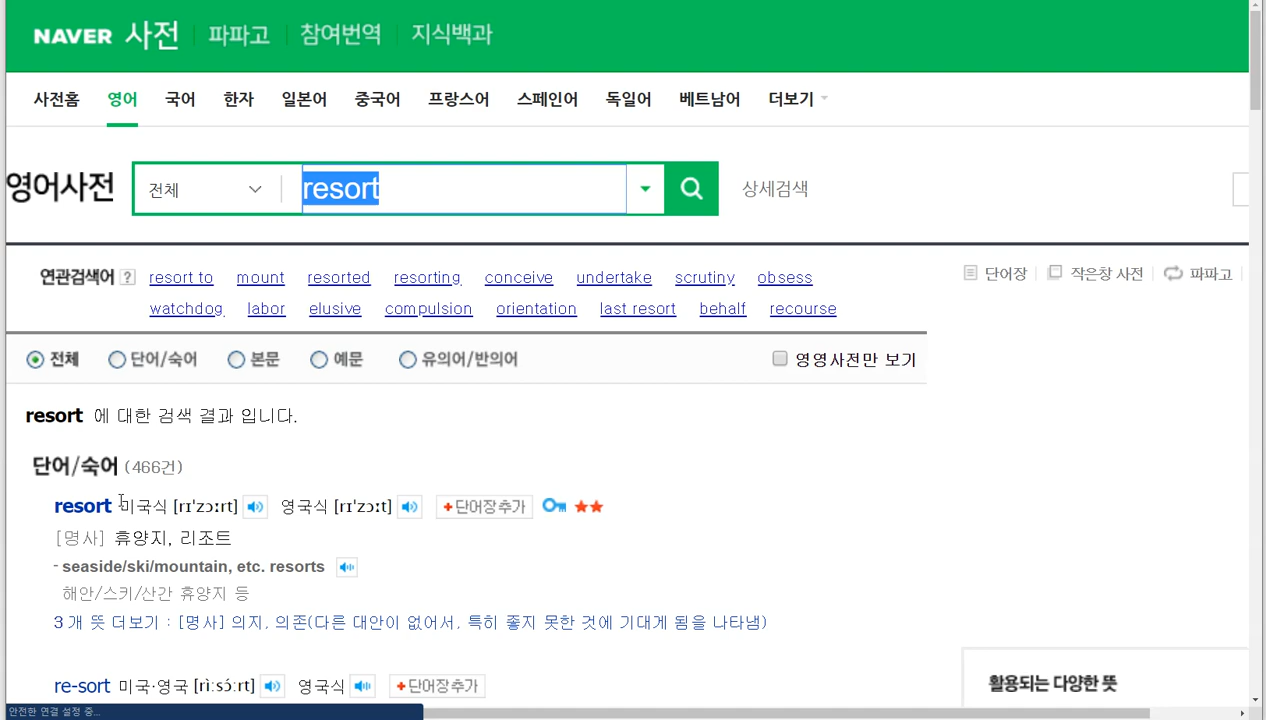 NAVER 사전 파파고 참여번역 지식백과
사전홈 영어 국어 한자 일본어 중국어 프랑스어 스페인어 독일어 베트남어 더보기
영어사전 전체 resort 상세검색
연관검색어 ? resort to mount resorted resorting conceive undertake scrutiny obsess
watchdog labor elusive compulsion orientation last resort behalf recourse
단어장 작은창 사전 파파고
전체 단어/숙어 본문 예문 유의어/반의어 영영사전만 보기
resort 에 대한 검색 결과 입니다.
단어/숙어 (466건)
resort 미국식 [rɪˈzɔːrt] 영국식 [rɪˈzɔːt] +단어장추가
[명사] 휴양지, 리조트
- seaside/ski/mountain, etc. resorts
해안/스키/산간 휴양지 등
3개 뜻 더보기 : [명사] 의지, 의존(다른 대안이 없어서, 특히 좋지 못한 것에 기대게 됨을 나타냄)
re-sort 미국·영국 [rìːsɔ́ːrt] 영국식 +단어장추가
활용되는 다양한 뜻
안전한 연결 설정 중...